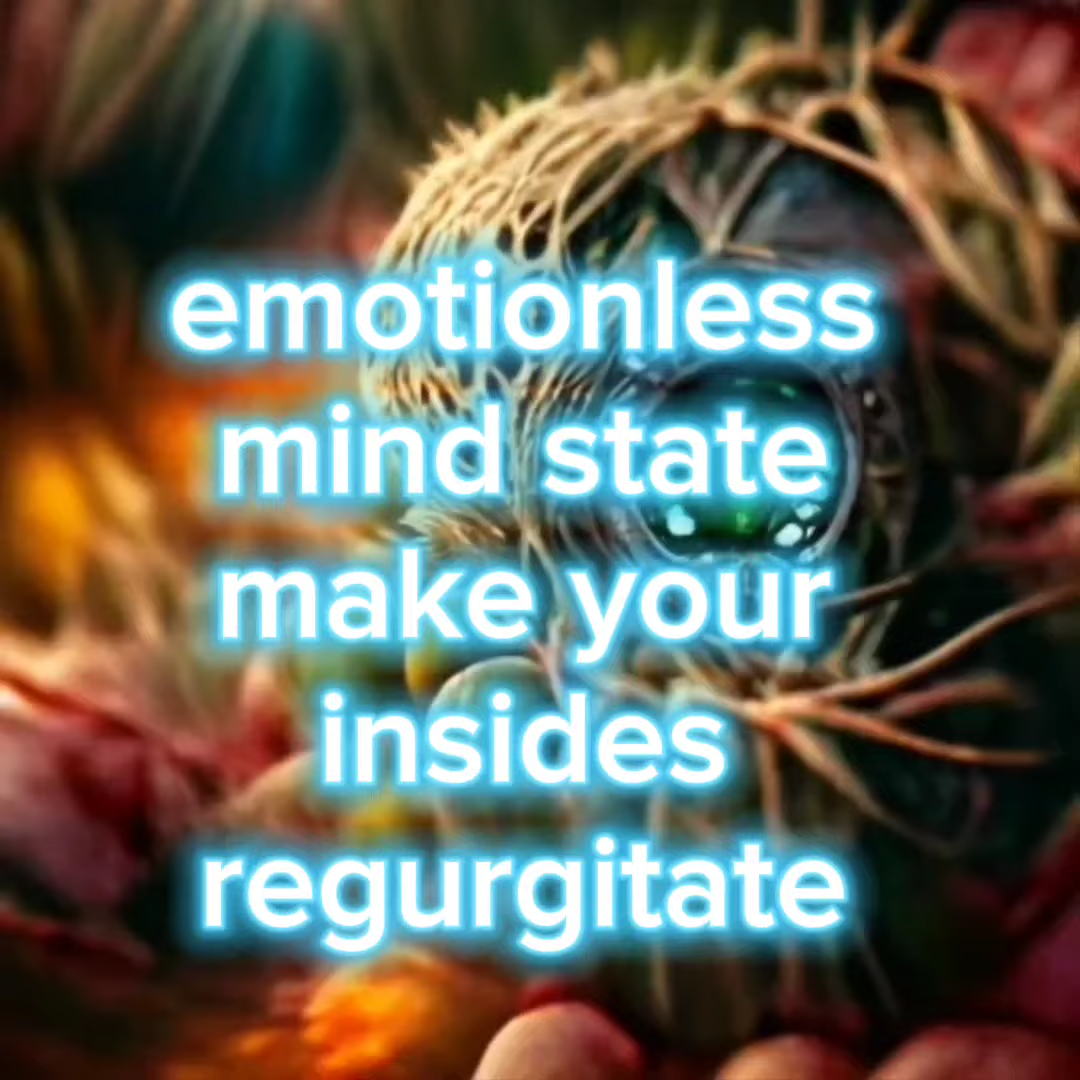 emotionless
mind state
make your
insides
regurgitate